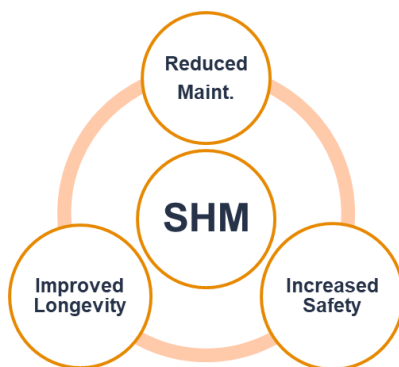 Reduced
Maint.
SHM
Improved
Longevity
Increased
Safety